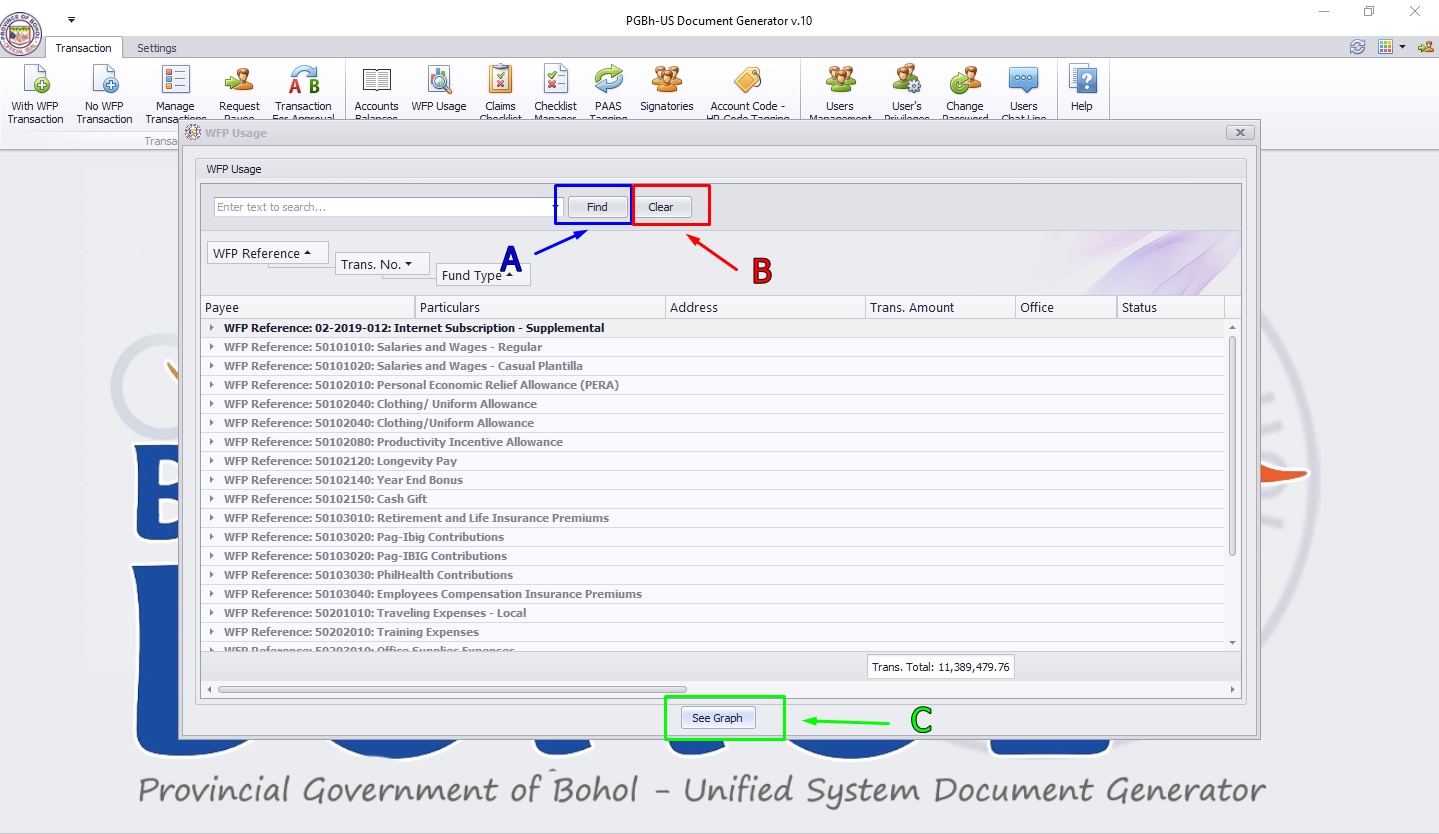 PGBh-US Document Generator v.10
Transaction Settings
With WFP Transaction
No WFP Transaction
Manage Transactions
Request Payee
Transaction For Approval
Accounts Balances
WFP Usage
Claims Checklist
Checklist Manager
PAAS Tagging
Signatories
Account Code - HR Code Tagging
Users Management
User's Privileges
Change Password
Users Chat Line
Help
Transa
WFP Usage
WFP Usage
Enter text to search...
Find
Clear
A
B
WFP Reference
Trans. No.
Fund Type
Payee Particulars Address Trans. Amount Office Status
WFP Reference: 02-2019-012: Internet Subscription - Supplemental
WFP Reference: 50101010: Salaries and Wages - Regular
WFP Reference: 50101020: Salaries and Wages - Casual Plantilla
WFP Reference: 50102010: Personal Economic Relief Allowance (PERA)
WFP Reference: 50102040: Clothing/ Uniform Allowance
WFP Reference: 50102040: Clothing/Uniform Allowance
WFP Reference: 50102080: Productivity Incentive Allowance
WFP Reference: 50102120: Longevity Pay
WFP Reference: 50102140: Year End Bonus
WFP Reference: 50102150: Cash Gift
WFP Reference: 50103010: Retirement and Life Insurance Premiums
WFP Reference: 50103020: Pag-Ibig Contributions
WFP Reference: 50103020: Pag-IBIG Contributions
WFP Reference: 50103030: PhilHealth Contributions
WFP Reference: 50103040: Employees Compensation Insurance Premiums
WFP Reference: 50201010: Traveling Expenses - Local
WFP Reference: 50202010: Training Expenses
WFP Reference: 50203010: Office Supplies Expenses
Trans. Total: 11,389,479.76
See Graph
C
Provincial Government of Bohol - Unified System Document Generator